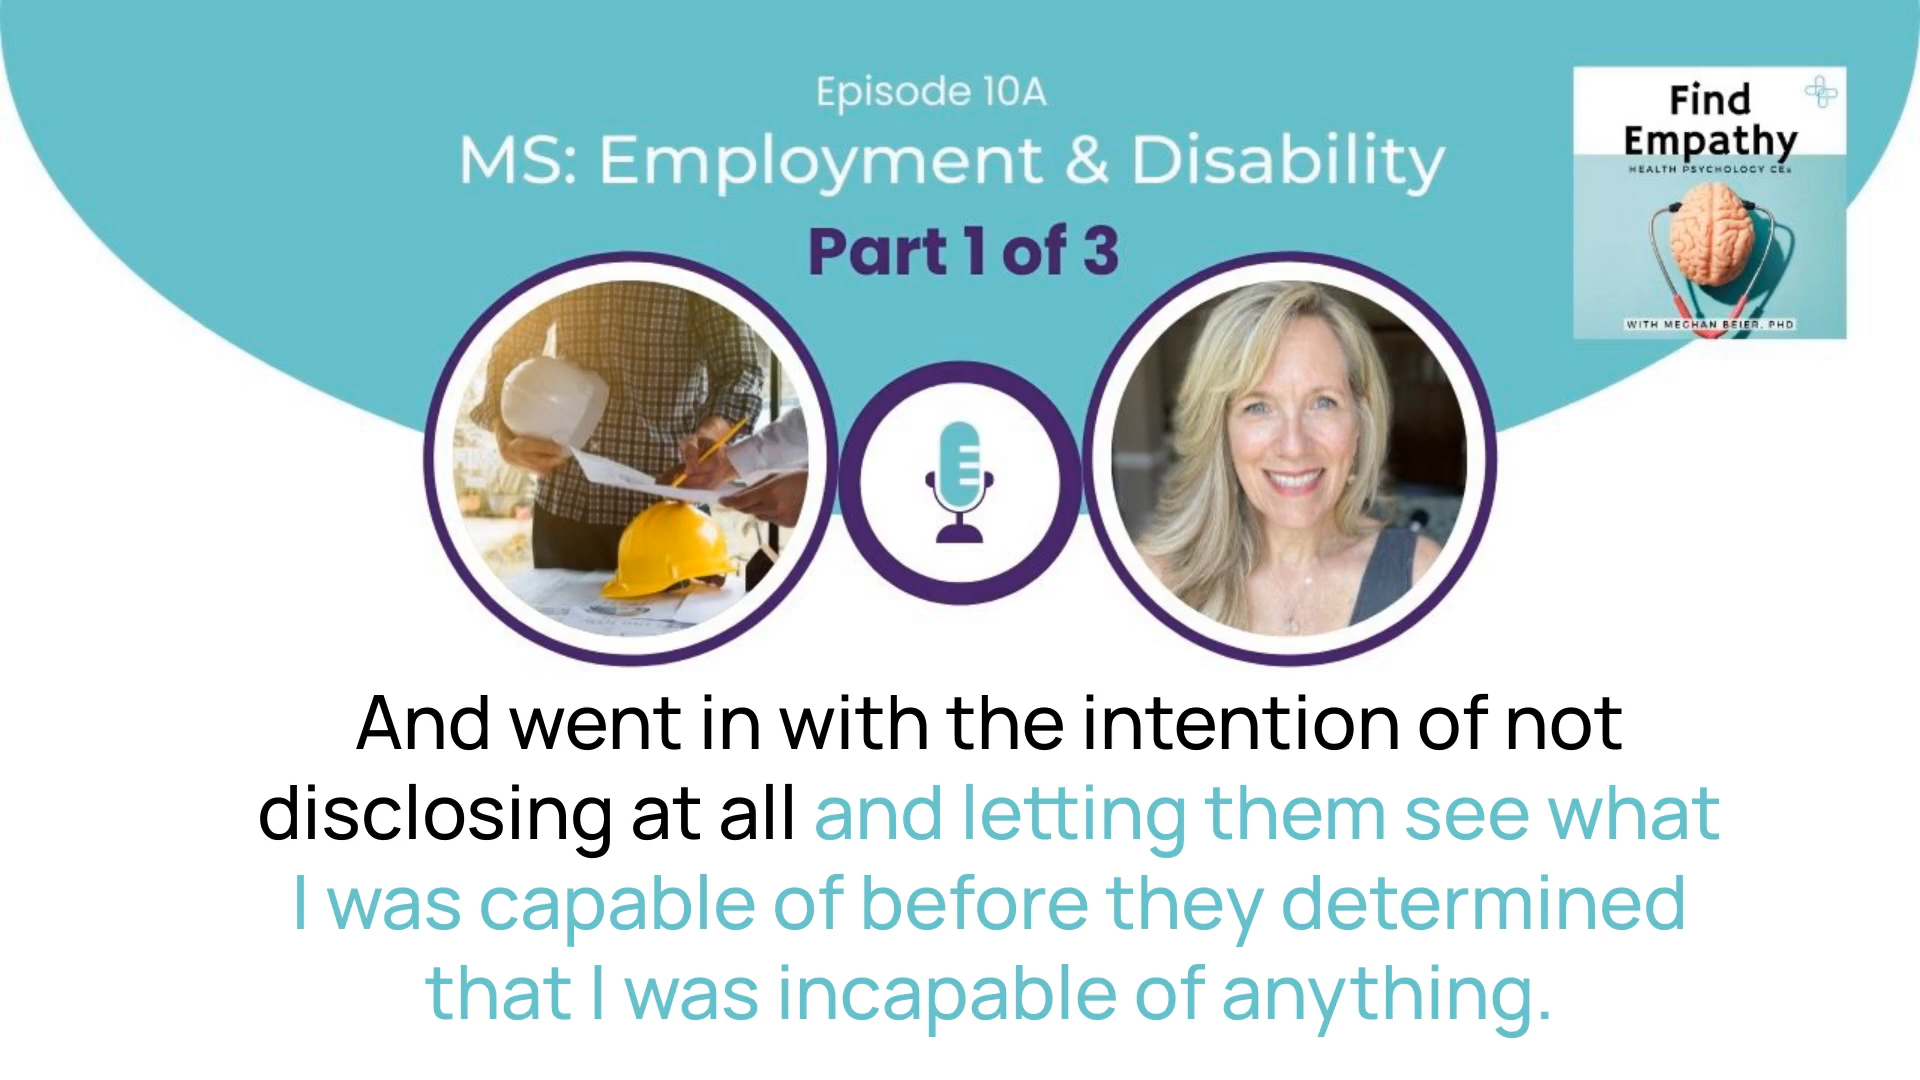 Episode 10A
MS: Employment & Disability
Part 1 of 3
Find
Empathy
HEALTH PSYCHOLOGY CEs
WITH MEGHAN BEIER, PHD
And went in with the intention of not
disclosing at all and letting them see what
I was capable of before they determined
that I was incapable of anything.